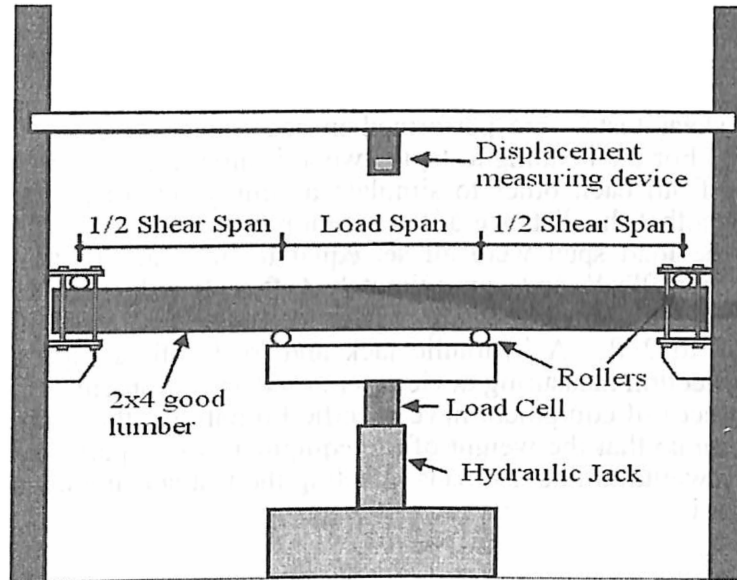 Displacement
measuring device
1/2 Shear Span
Load Span
1/2 Shear Span
2x4 good
lumber
Rollers
Load Cell
Hydraulic Jack